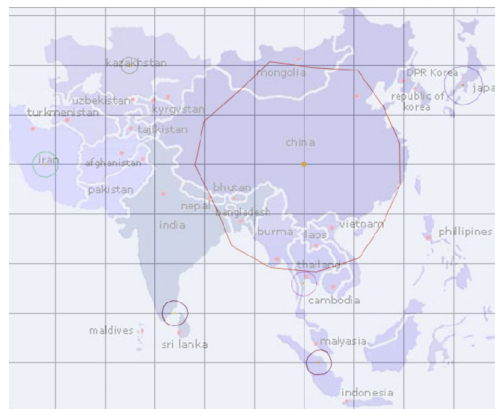 kazakhstan
mongolia
DPR Korea
japa
uzbekistan
republic of
korea
kyrgystan
turkmenistan
tajikistan
china
iran
afghanistan
pakistan
bhutan
nepal
bangladesh
india
burma
laos
vietnam
phillipines
thailand
cambodia
maldives
sri lanka
malyasia
indonesia